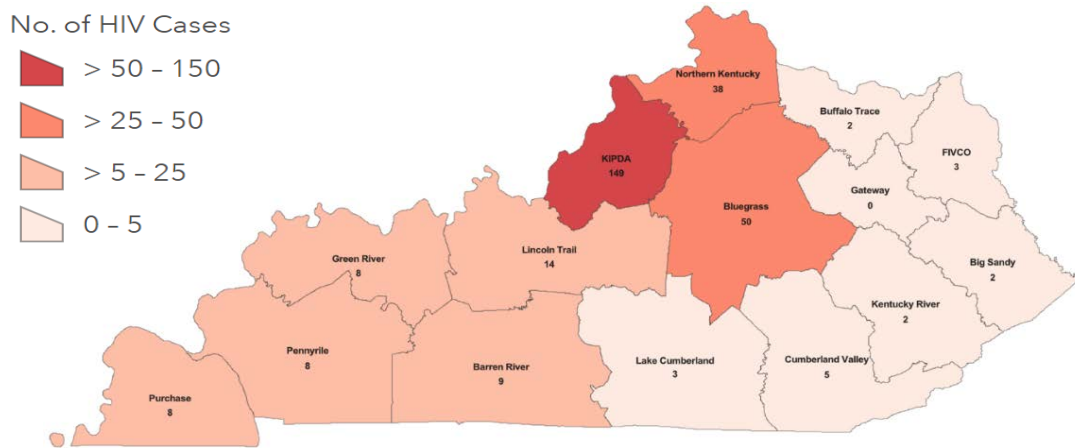 No. of HIV Cases
> 50 – 150
> 25 – 50
> 5 – 25
0 – 5
Northern Kentucky
38
Buffalo Trace
2
FIVCO
3
KIPDA
149
Gateway
0
Bluegrass
50
Lincoln Trail
14
Green River
8
Big Sandy
2
Kentucky River
2
Pennyrile
8
Barren River
9
Lake Cumberland
3
Cumberland Valley
5
Purchase
8